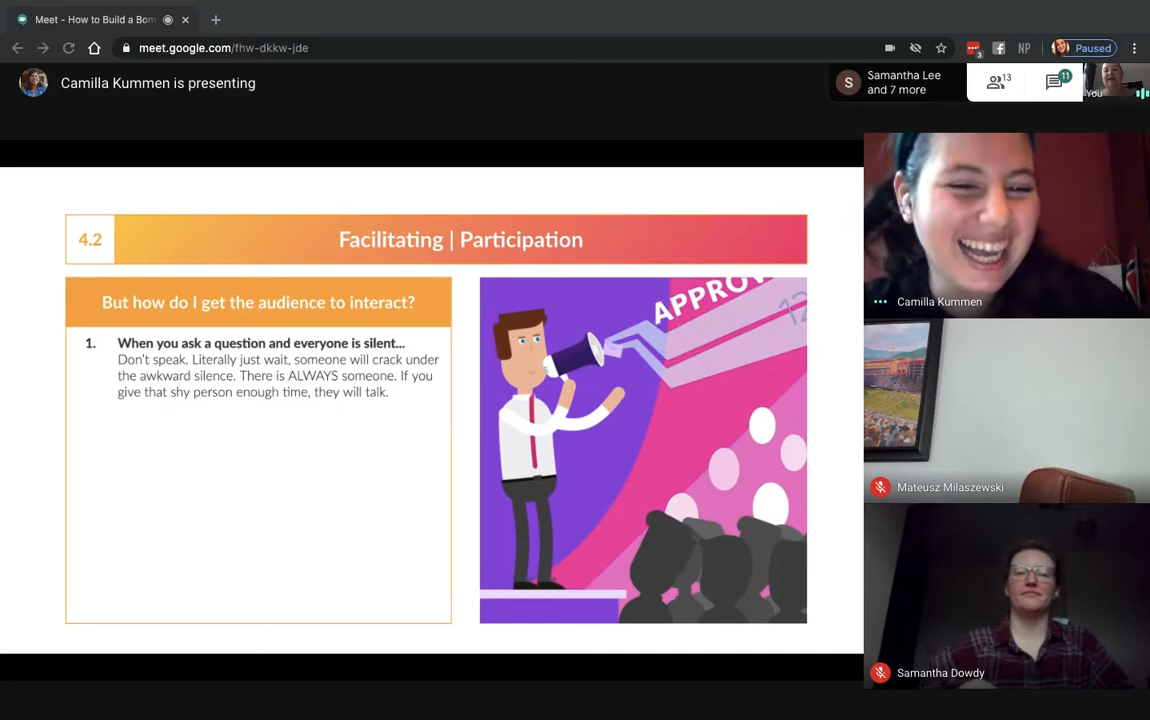 Meet - How to Build a Bom
meet.google.com/fhw-dkkw-jde
3
NP
Paused
Camilla Kummen is presenting
S
Samantha Lee
and 7 more
13
11
You
4.2
Facilitating | Participation
But how do I get the audience to interact?
1. When you ask a question and everyone is silent...
Don't speak. Literally just wait, someone will crack under
the awkward silence. There is ALWAYS someone. If you
give that shy person enough time, they will talk.
APPROV
12
Camilla Kummen
Mateusz Milaszewski
Samantha Dowdy